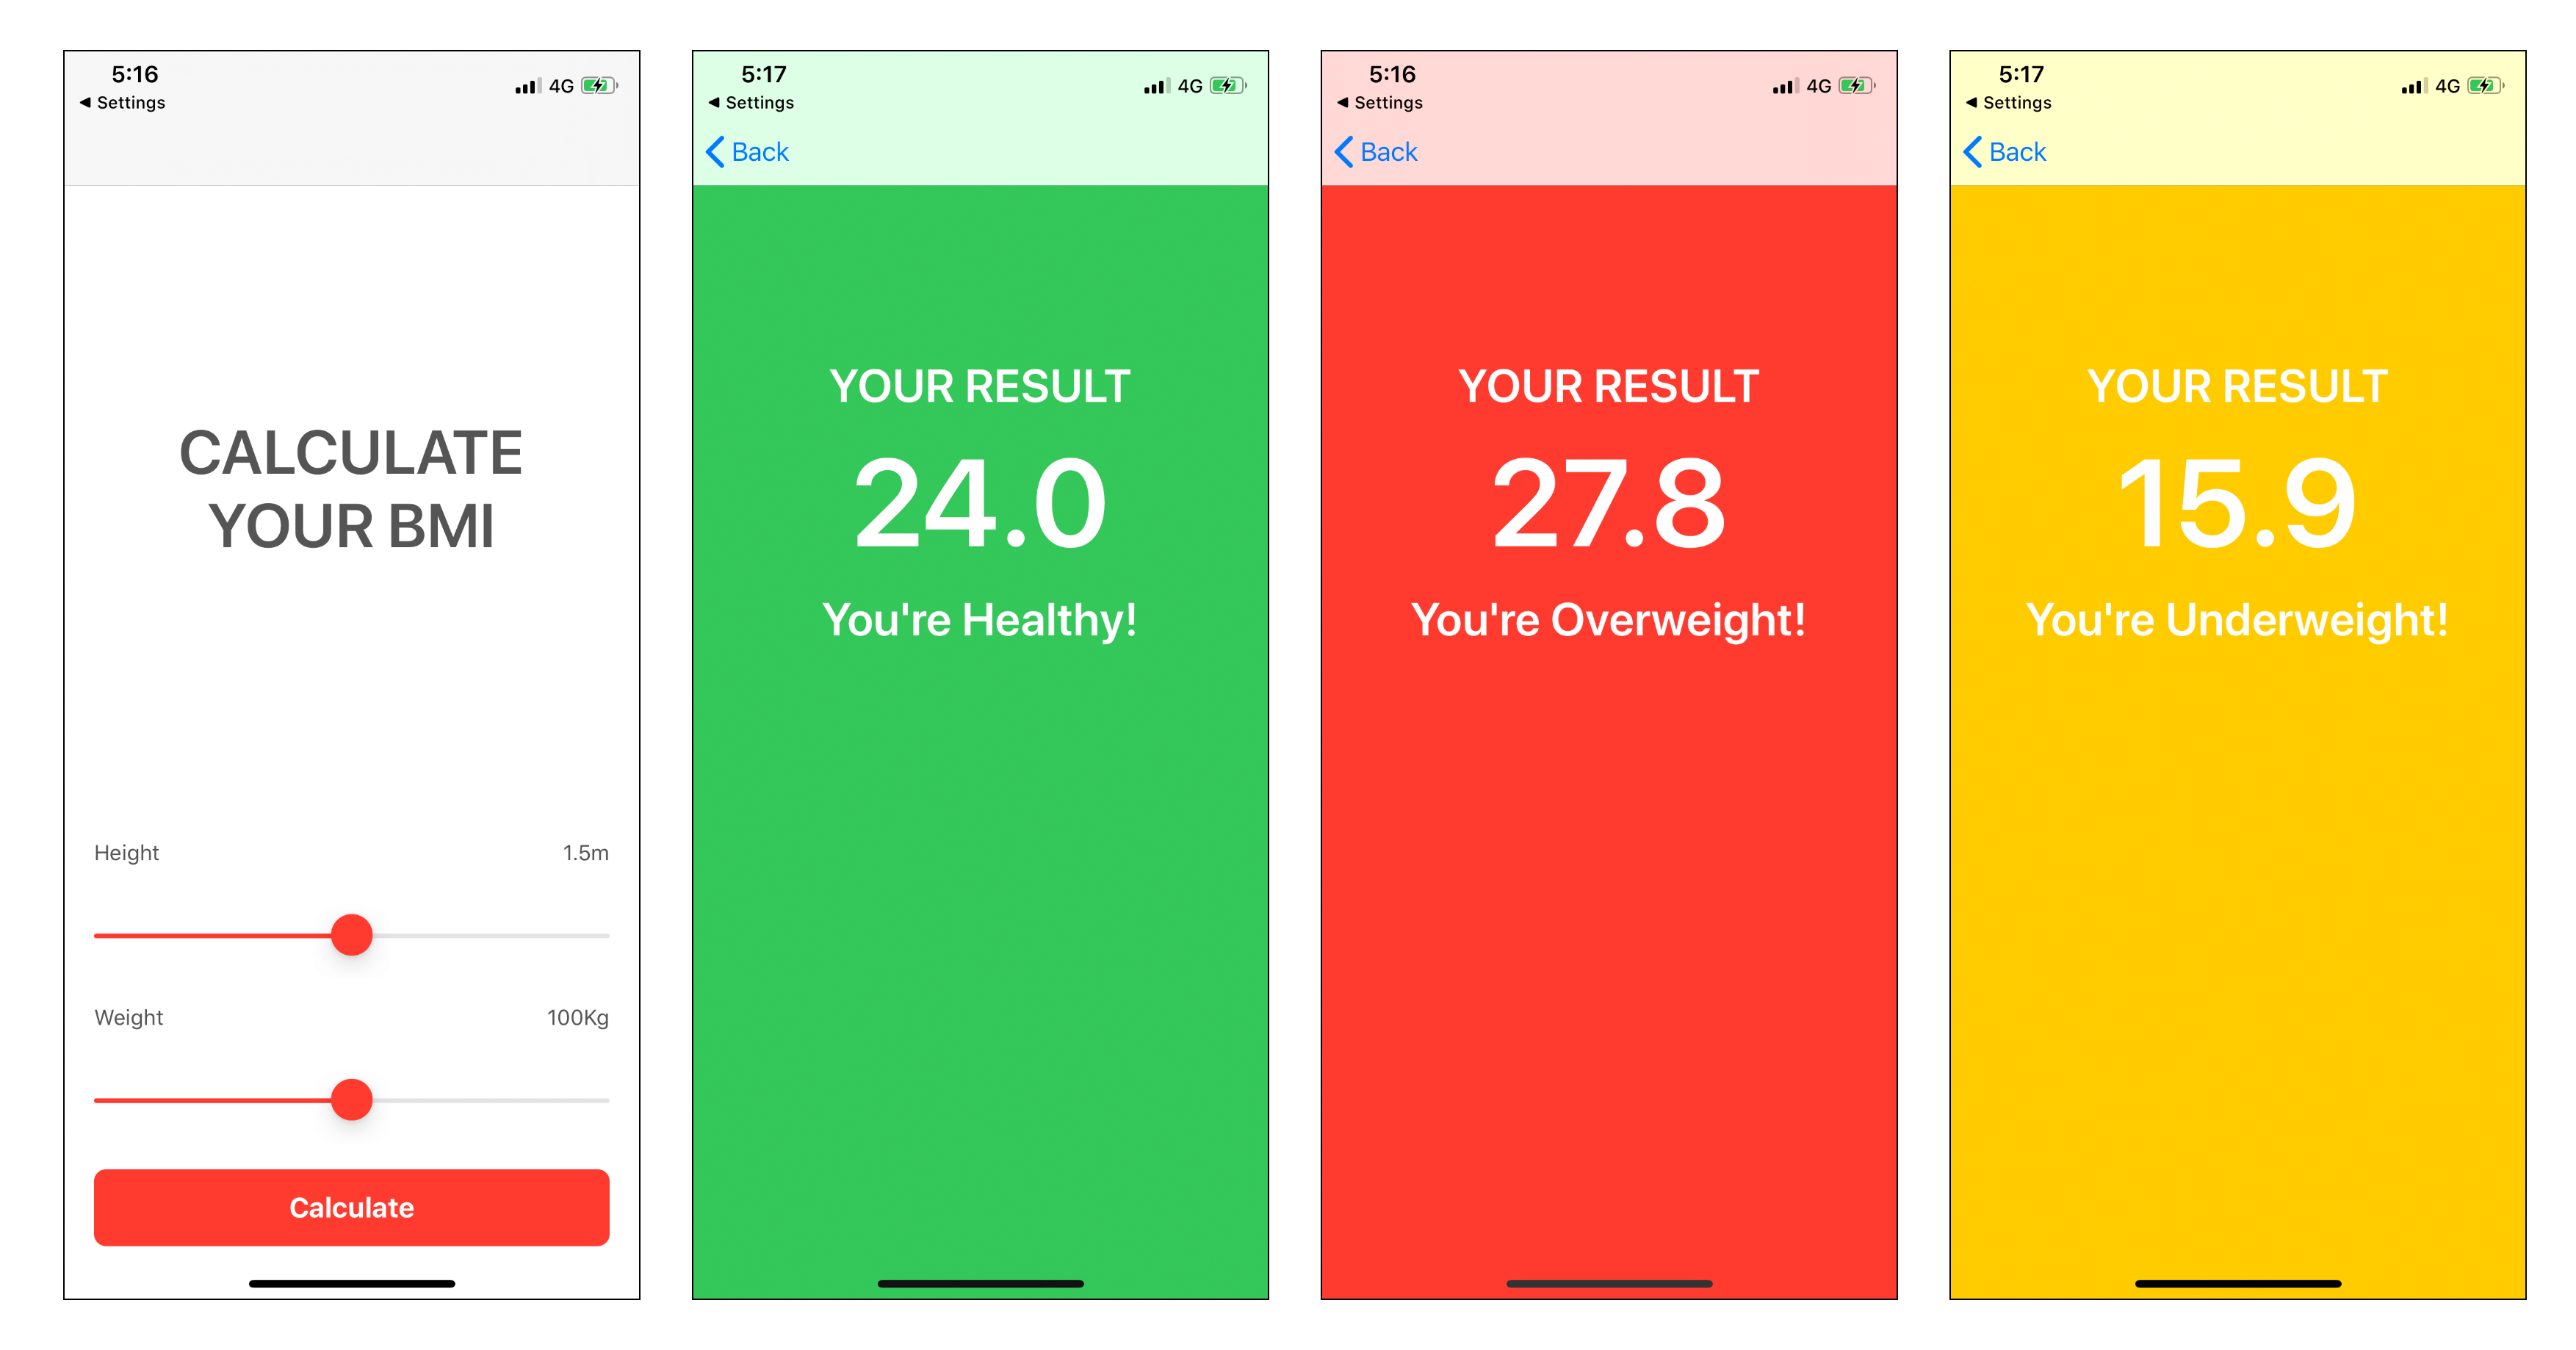 5:16
4G
◀ Settings
CALCULATE
YOUR BMI
Height 1.5m
Weight 100Kg
Calculate
5:17
4G
◀ Settings
Back
YOUR RESULT
24.0
You're Healthy!
5:16
4G
◀ Settings
Back
YOUR RESULT
27.8
You're Overweight!
5:17
4G
◀ Settings
Back
YOUR RESULT
15.9
You're Underweight!